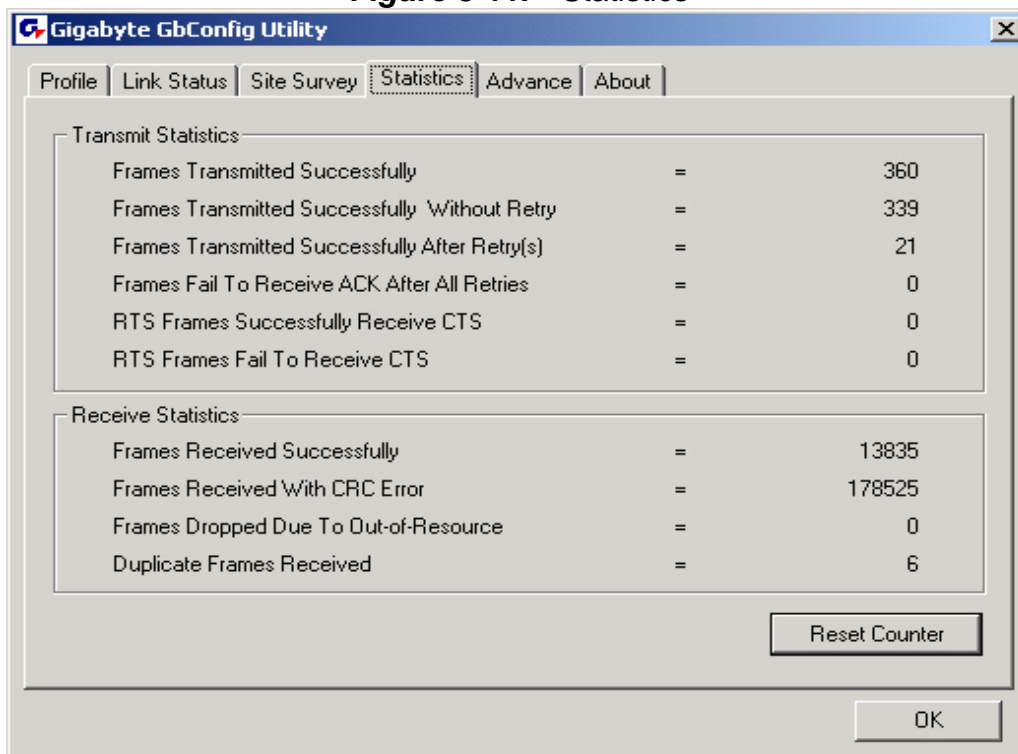 Statistics
Gigabyte GbConfig Utility
Profile Link Status Site Survey Statistics Advance About
Transmit Statistics
Frames Transmitted Successfully = 360
Frames Transmitted Successfully Without Retry = 339
Frames Transmitted Successfully After Retry(s) = 21
Frames Fail To Receive ACK After All Retries = 0
RTS Frames Successfully Receive CTS = 0
RTS Frames Fail To Receive CTS = 0
Receive Statistics
Frames Received Successfully = 13835
Frames Received With CRC Error = 178525
Frames Dropped Due To Out-of-Resource = 0
Duplicate Frames Received = 6
Reset Counter
OK